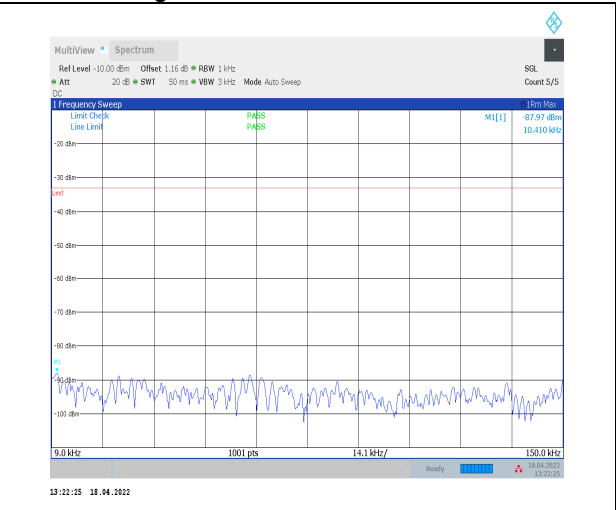 MultiView Spectrum
Ref Level -10.00 dBm Offset 1.16 dB RBW 1 kHz SGL
Att 20 dB SWT 50 ms VBW 3 kHz Mode Auto Sweep Count 5/5
DC
1 Frequency Sweep 1Rm Max
Limit Check PASS M1[1] -87.97 dBm
Line Limit PASS 10.410 kHz
-20 dBm
-30 dBm
Limit
-40 dBm
-50 dBm
-60 dBm
-70 dBm
-80 dBm
M1
-90 dBm
-100 dBm
9.0 kHz 1001 pts 14.1 kHz/ 150.0 kHz
Ready 18.04.2022
13:22:25
13:22:25 18.04.2022